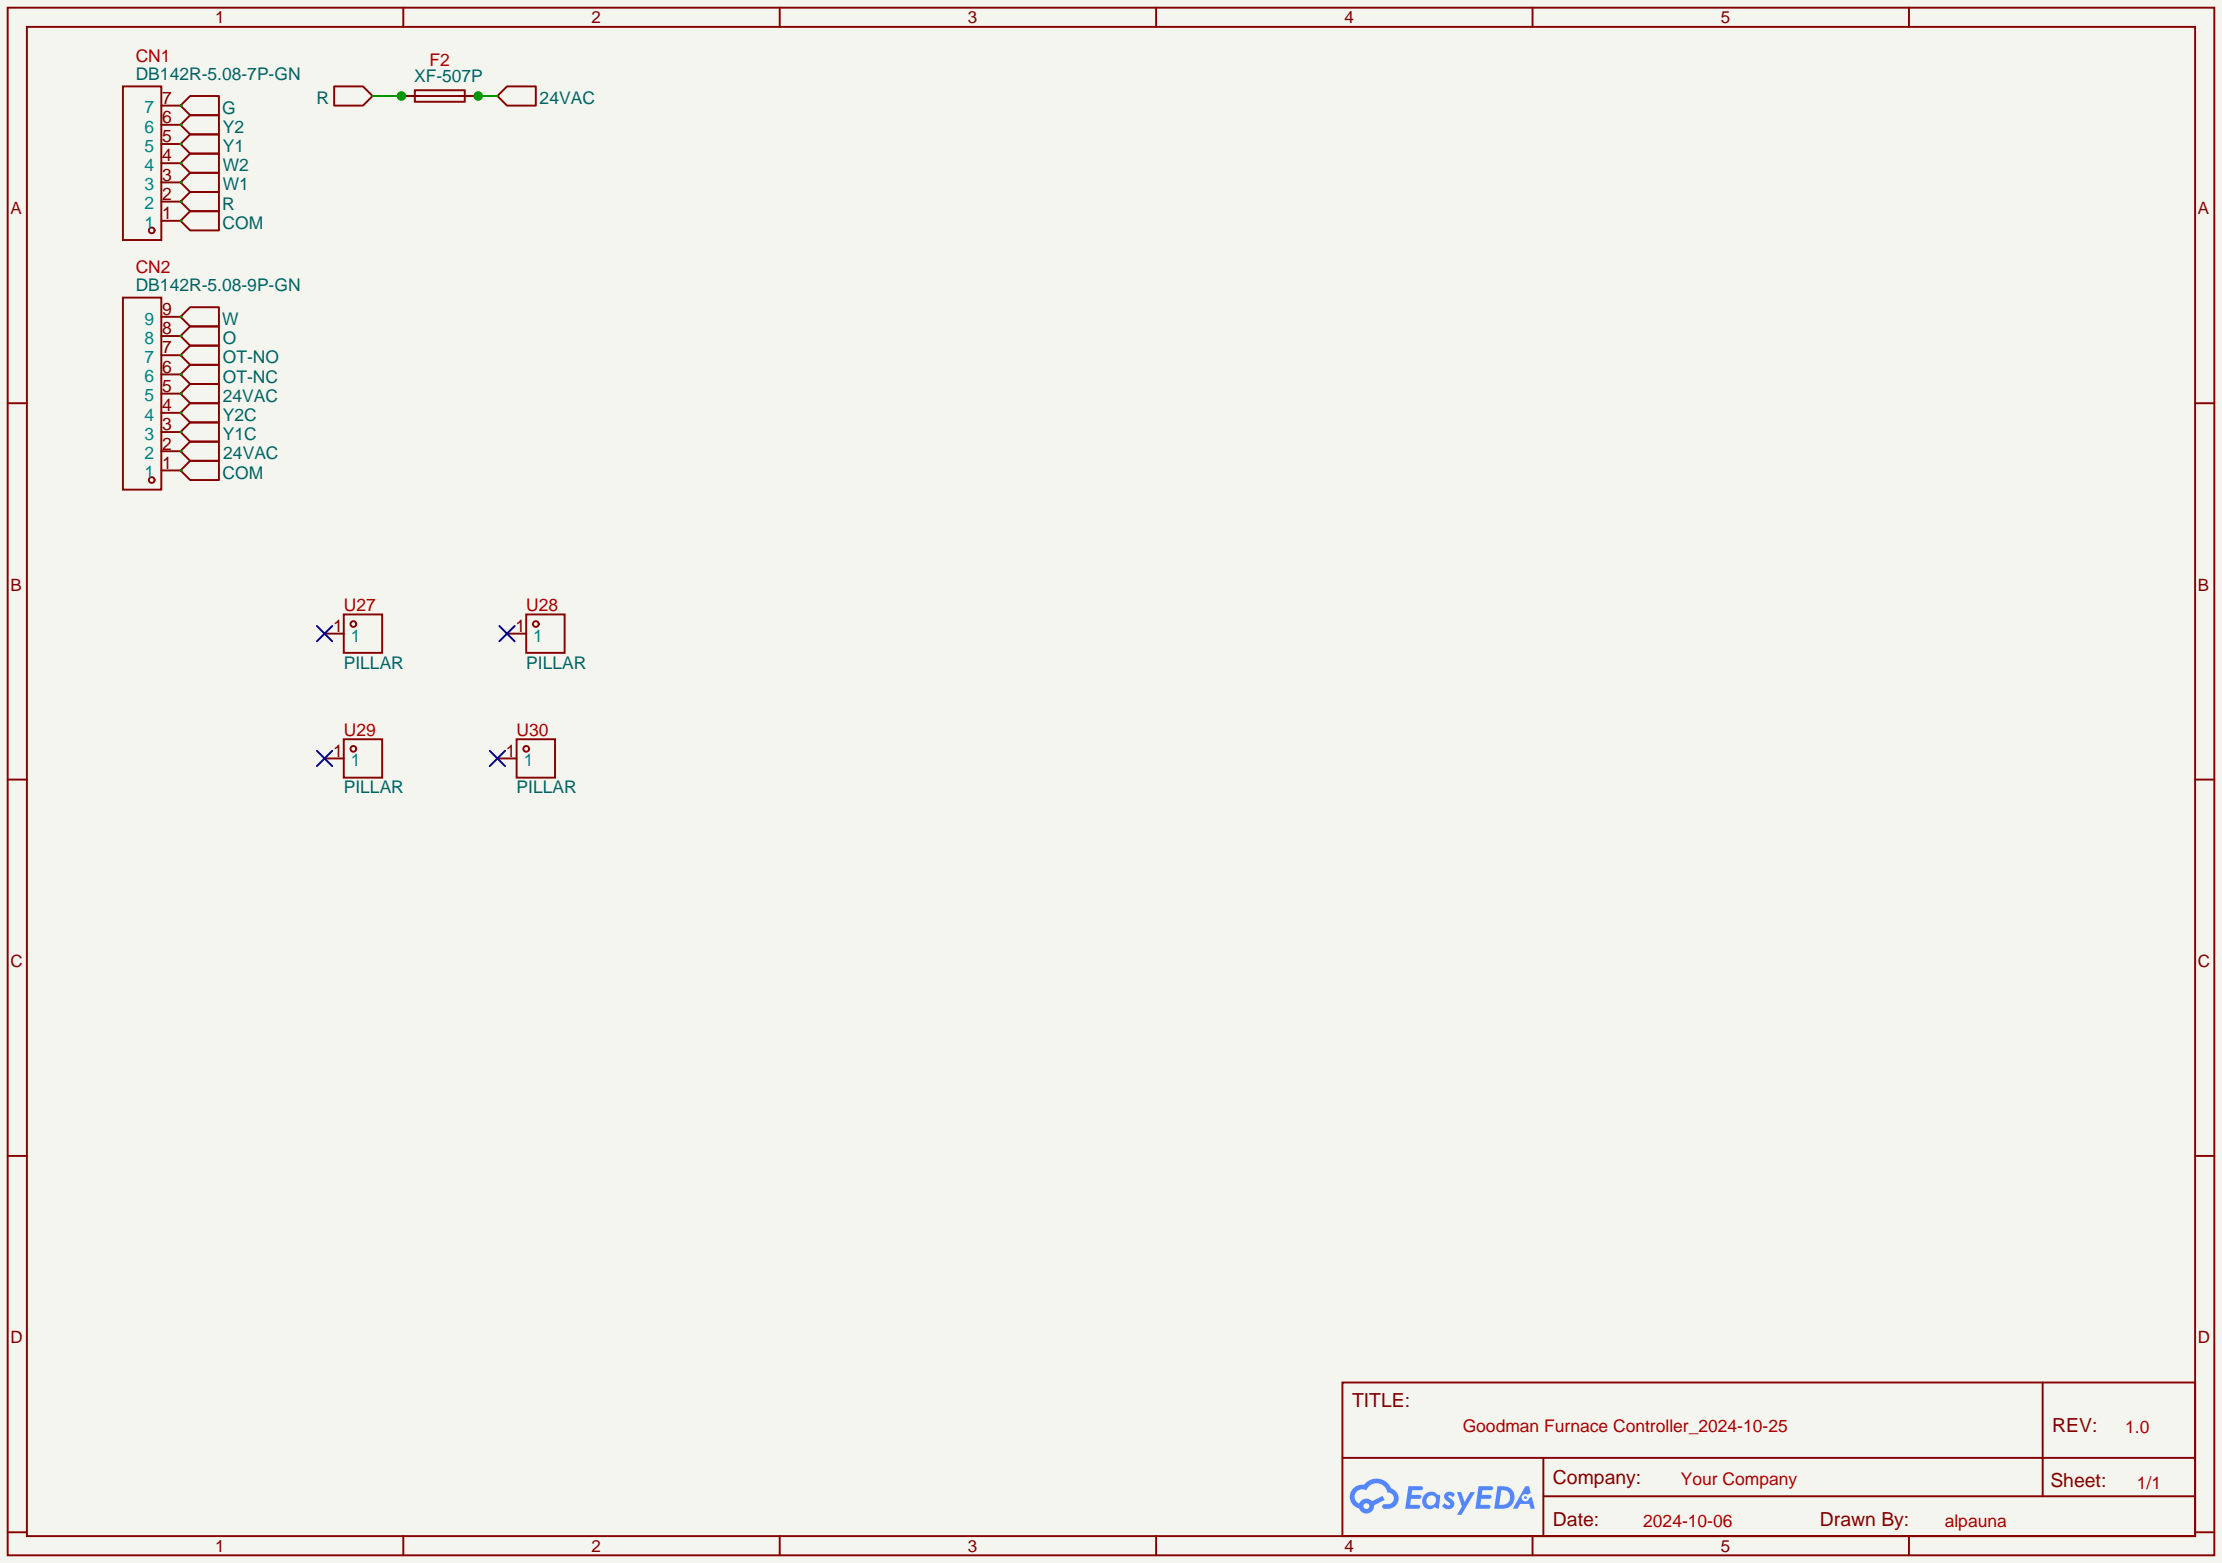 1 2 3 4 5
CN1
DB142R-5.08-7P-GN
7 7 G
6 6 Y2
5 5 Y1
4 4 W2
3 3 W1
2 2 R
1 1 COM
F2
XF-507P
R 24VAC
A A
CN2
DB142R-5.08-9P-GN
9 9 W
8 8 O
7 7 OT-NO
6 6 OT-NC
5 5 24VAC
4 4 Y2C
3 3 Y1C
2 2 24VAC
1 1 COM
B B
U27
1 1
PILLAR
U28
1 1
PILLAR
U29
1 1
PILLAR
U30
1 1
PILLAR
C C
D D
TITLE:
Goodman Furnace Controller_2024-10-25
REV: 1.0
EasyEDA
Company: Your Company
Sheet: 1/1
Date: 2024-10-06 Drawn By: alpauna
1 2 3 4 5